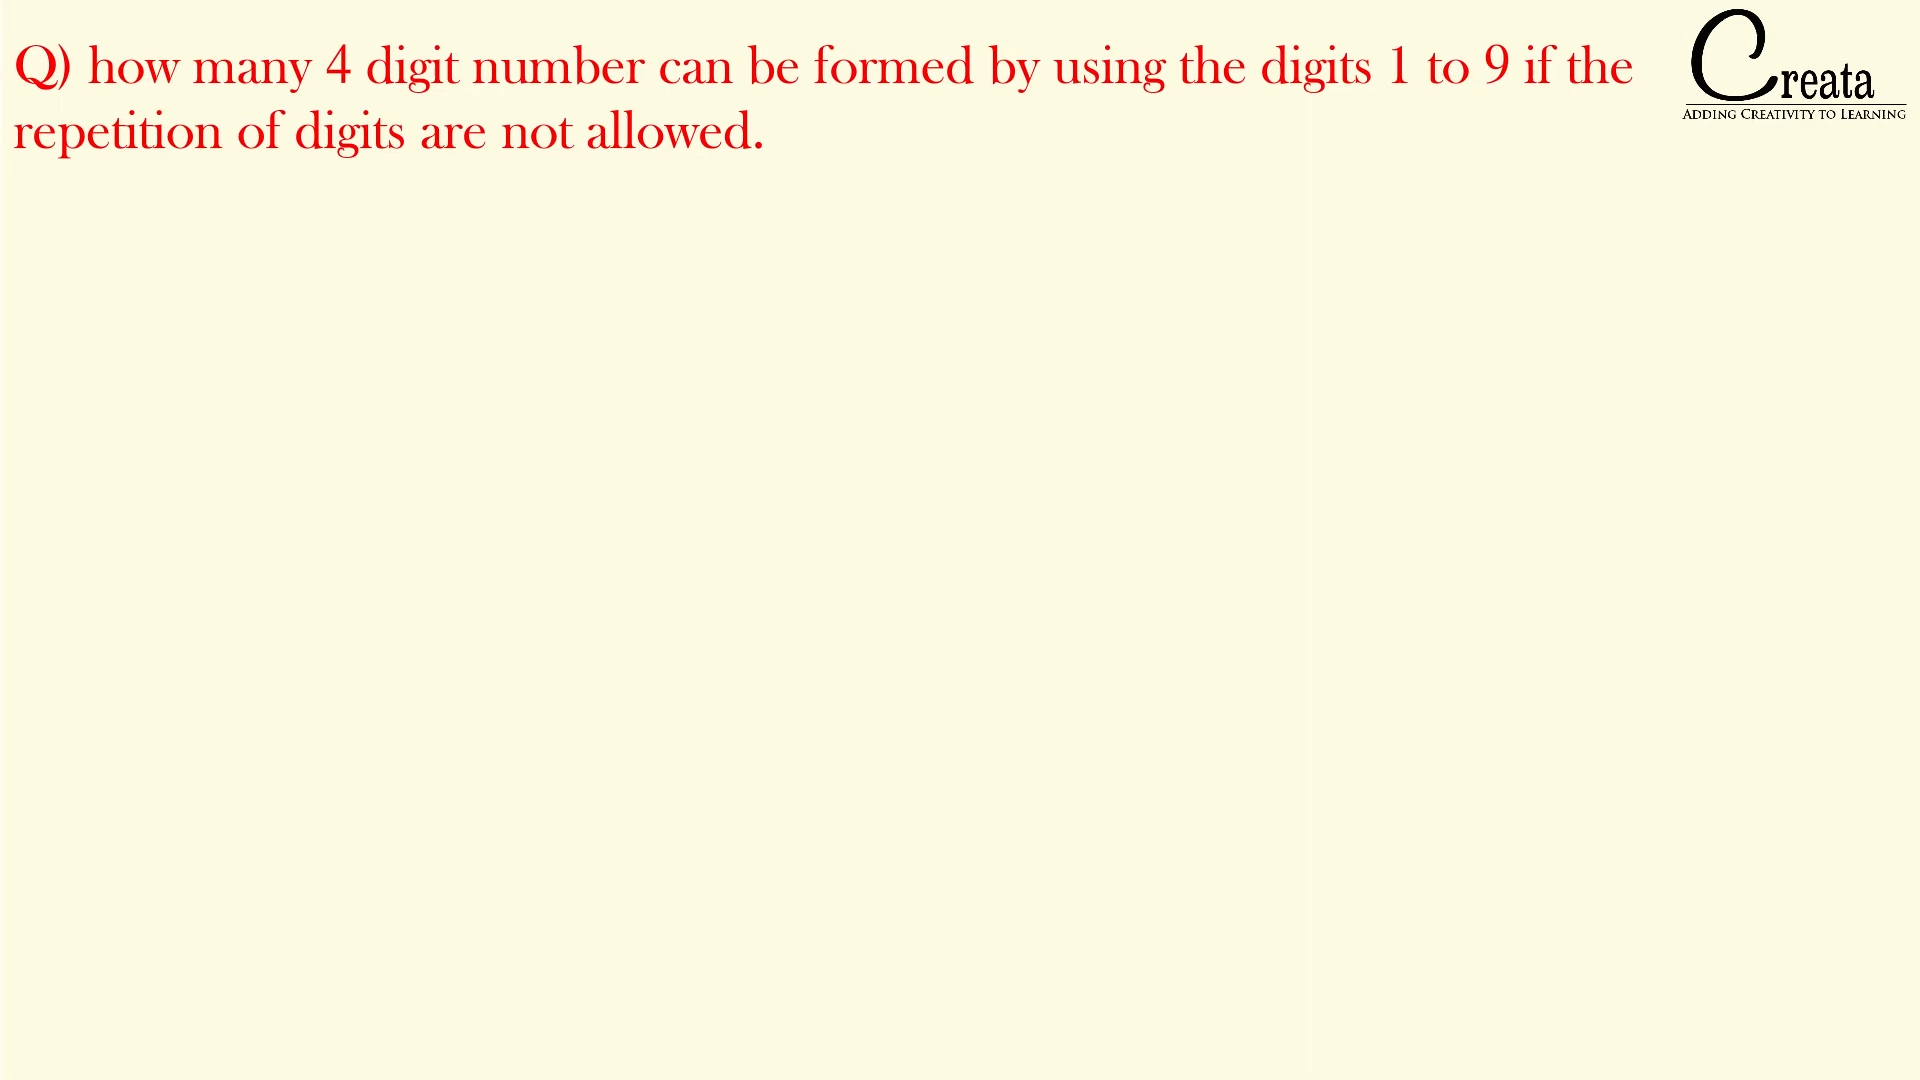 Q) how many 4 digit number can be formed by using the digits 1 to 9 if the
repetition of digits are not allowed.
Creata
ADDING CREATIVITY TO LEARNING